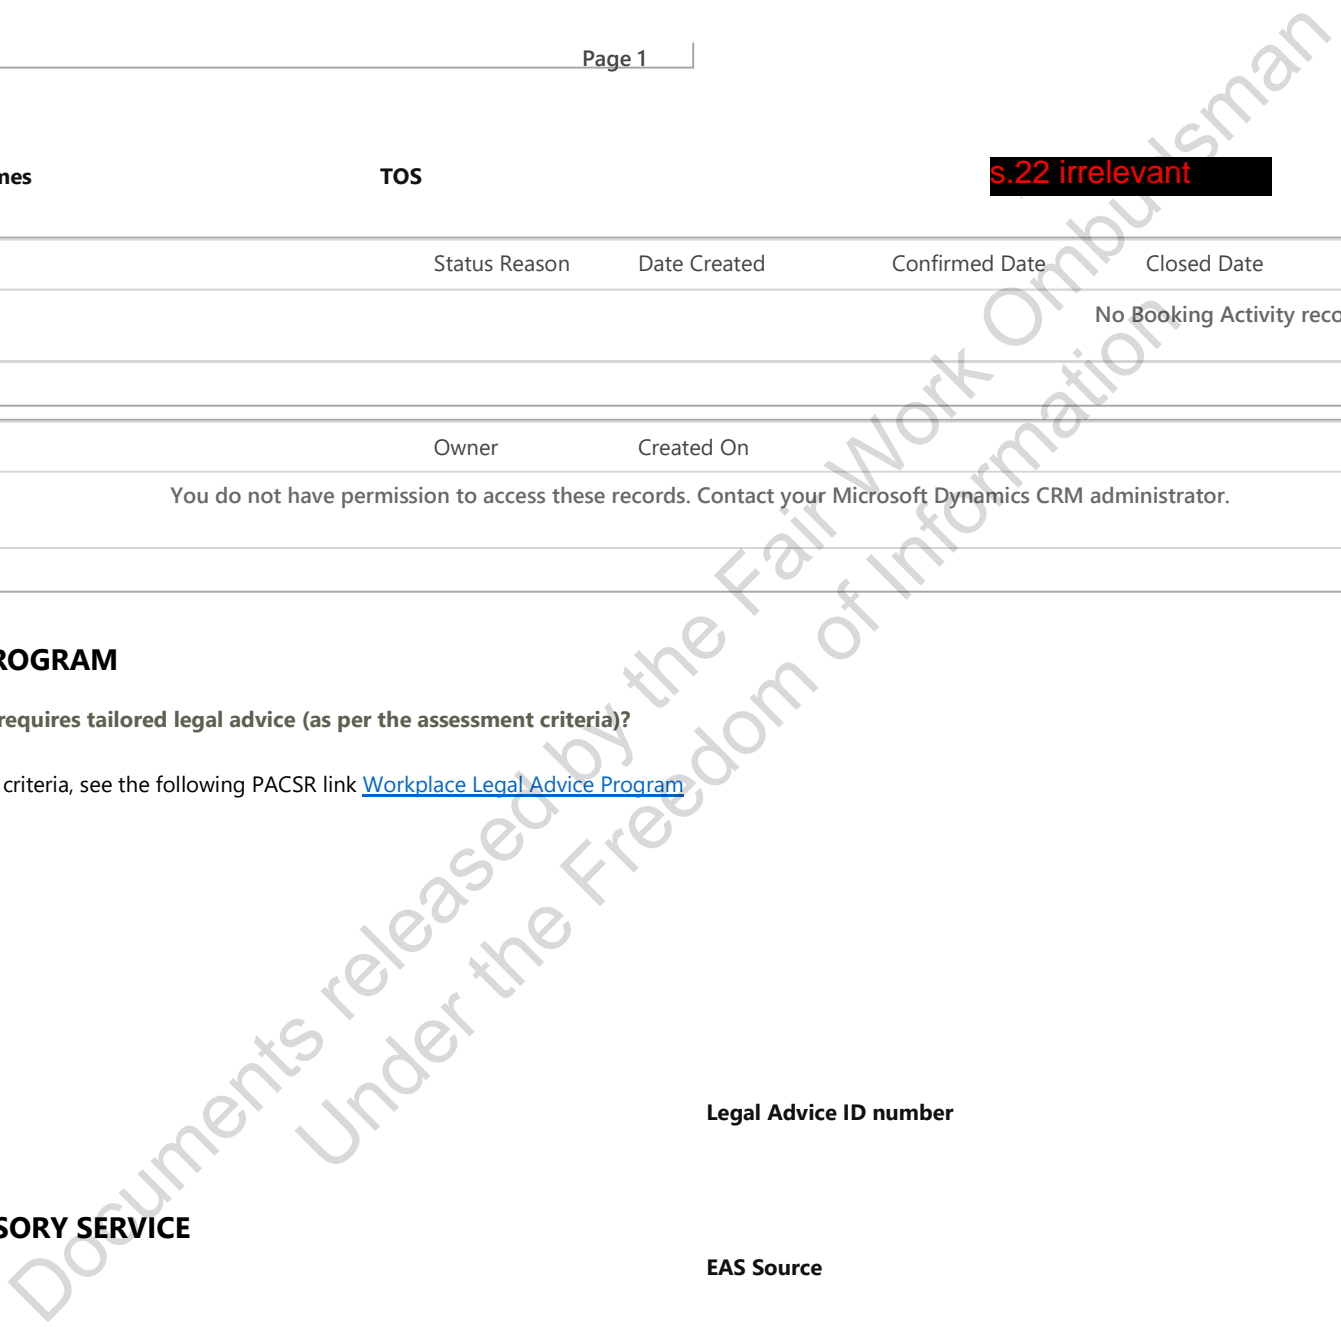 Page 1
mes TOS s.22 irrelevant
Status Reason Date Created Confirmed Date Closed Date
No Booking Activity reco
Owner Created On
You do not have permission to access these records. Contact your Microsoft Dynamics CRM administrator.
ROGRAM
requires tailored legal advice (as per the assessment criteria)?
criteria, see the following PACSR link Workplace Legal Advice Program
Legal Advice ID number
SORY SERVICE
EAS Source
Documents released by the Fair Work Ombudsman
Under the Freedom of Information